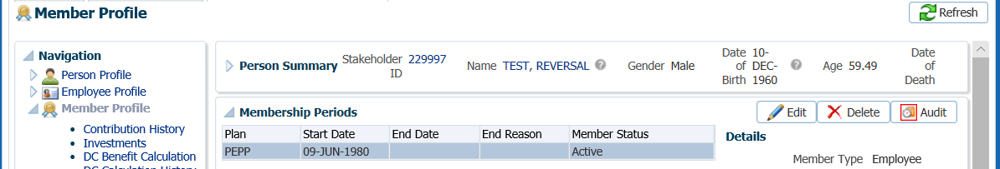 Member Profile
Refresh
Navigation
Person Profile
Employee Profile
Member Profile
Contribution History
Investments
DC Benefit Calculation
DC Calculation History
Person Summary Stakeholder ID 229997 Name TEST, REVERSAL Gender Male Date of Birth 10-DEC-1960 Age 59.49 Date of Death
Membership Periods
Edit Delete Audit
Plan Start Date End Date End Reason Member Status
PEPP 09-JUN-1980 Active
Details
Member Type Employee